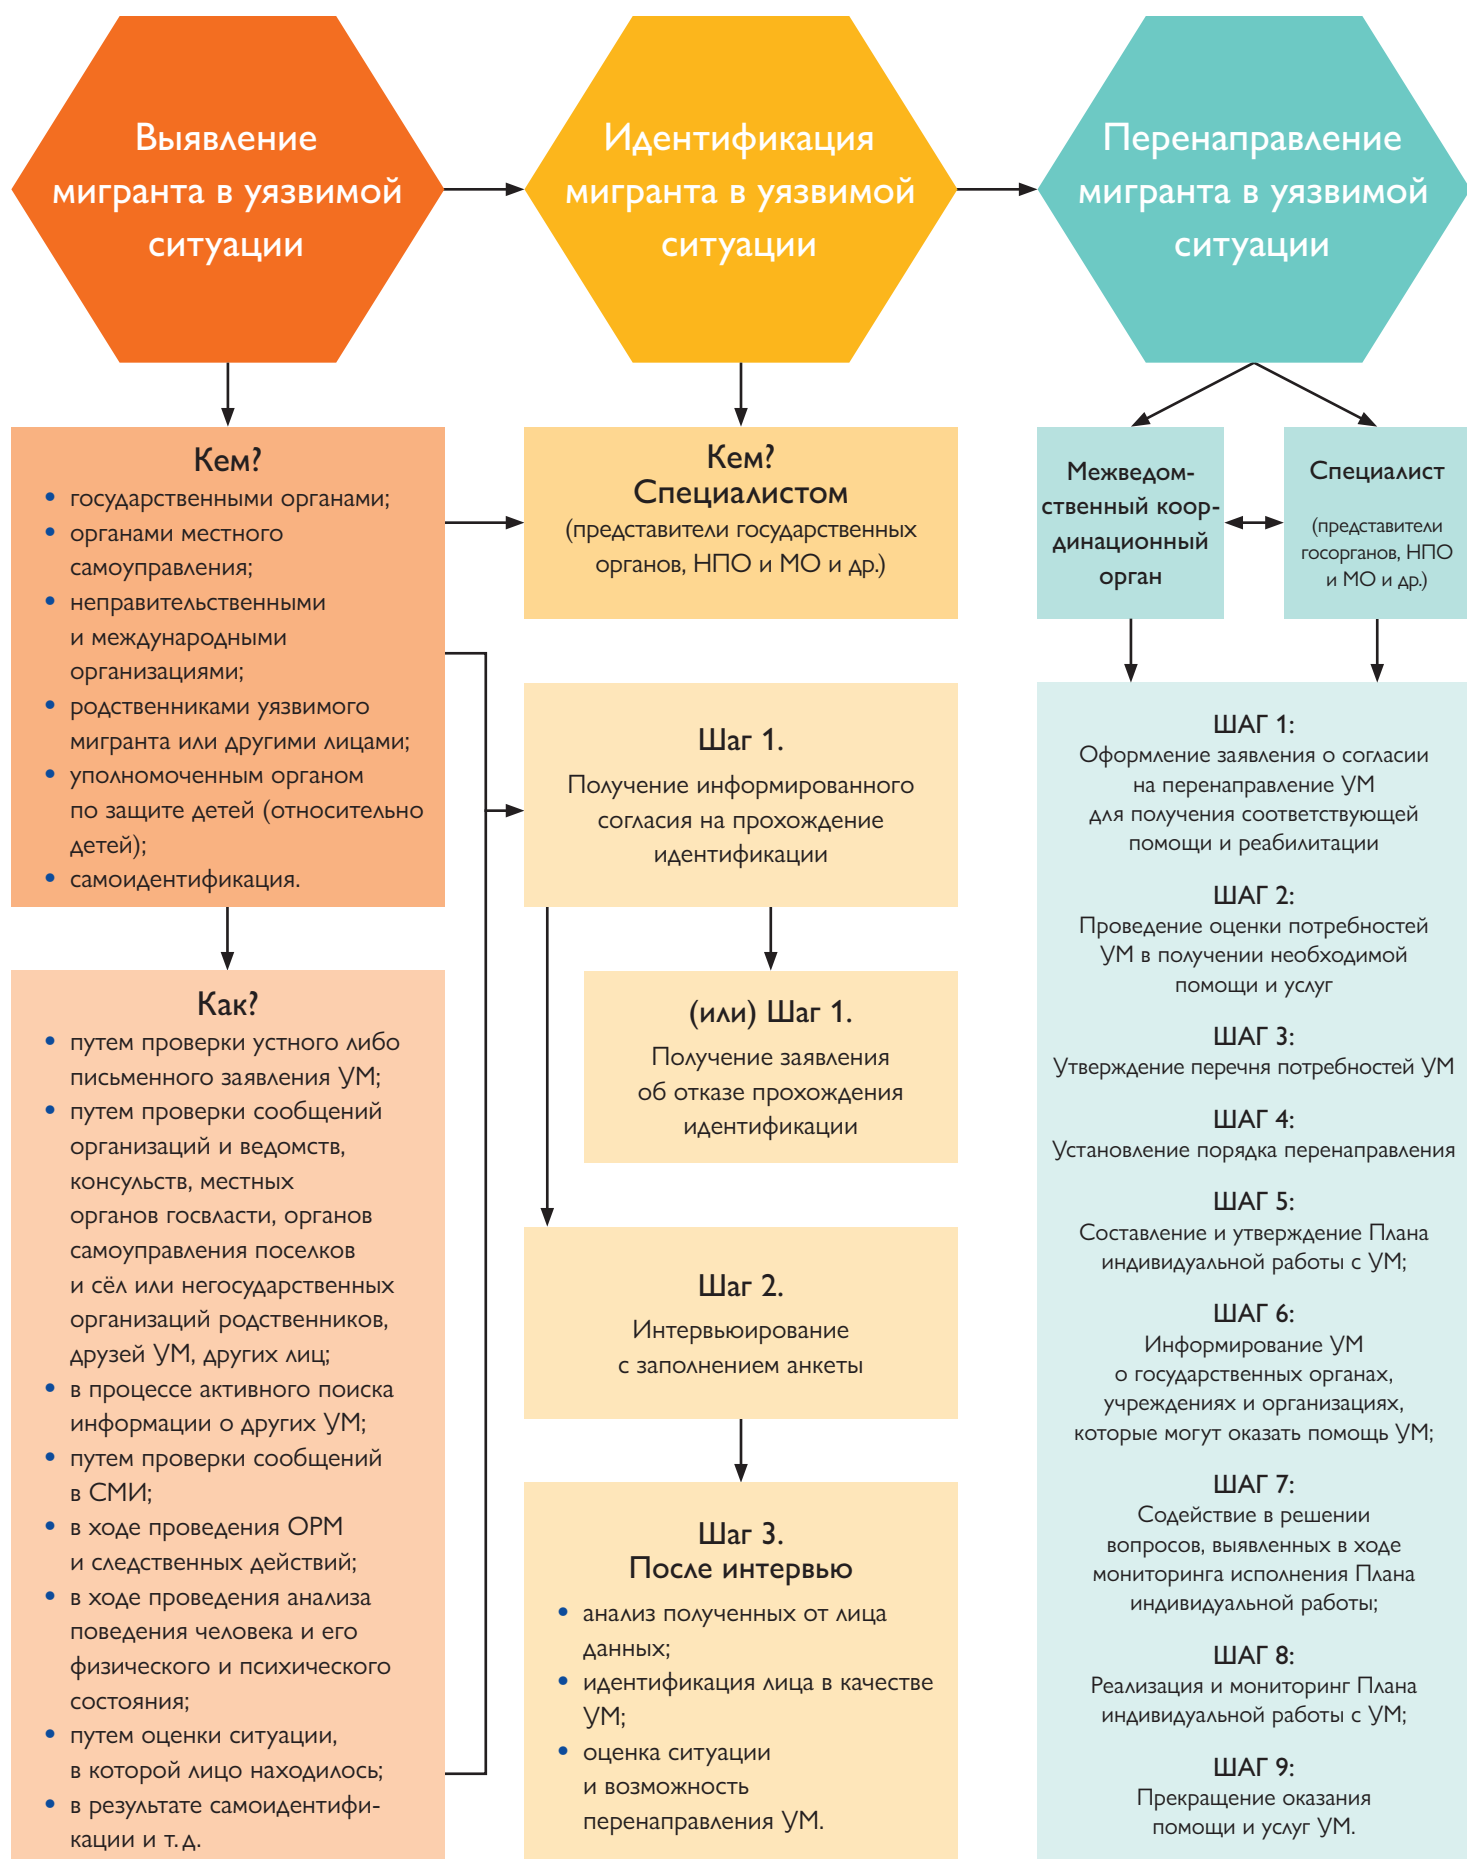 Выявление
мигранта в уязвимой
ситуации
Идентификация
мигранта в уязвимой
ситуации
Перенаправление
мигранта в уязвимой
ситуации
Кем?
• государственными органами;
• органами местного
самоуправления;
• неправительственными
и международными
организациями;
• родственниками уязвимого
мигранта или другими лицами;
• уполномоченным органом
по защите детей (относительно
детей);
• самоидентификация.
Как?
• путем проверки устного либо
письменного заявления УМ;
• путем проверки сообщений
организаций и ведомств,
консульств, местных
органов госвласти, органов
самоуправления поселков
и сёл или негосударственных
организаций родственников,
друзей УМ, других лиц;
• в процессе активного поиска
информации о других УМ;
• путем проверки сообщений
в СМИ;
• в ходе проведения ОРМ
и следственных действий;
• в ходе проведения анализа
поведения человека и его
физического и психического
состояния;
• путем оценки ситуации,
в которой лицо находилось;
• в результате самоидентифи-
кации и т. д.
Кем?
Специалистом
(представители государственных
органов, НПО и МО и др.)
Шаг 1.
Получение информированного
согласия на прохождение
идентификации
(или) Шаг 1.
Получение заявления
об отказе прохождения
идентификации
Шаг 2.
Интервьюирование
с заполнением анкеты
Шаг 3.
После интервью
• анализ полученных от лица
данных;
• идентификация лица в качестве
УМ;
• оценка ситуации
и возможность
перенаправления УМ.
Межведом-
ственный коор-
динационный
орган
Специалист
(представители
госорганов, НПО
и МО и др.)
ШАГ 1:
Оформление заявления о согласии
на перенаправление УМ
для получения соответствующей
помощи и реабилитации
ШАГ 2:
Проведение оценки потребностей
УМ в получении необходимой
помощи и услуг
ШАГ 3:
Утверждение перечня потребностей УМ
ШАГ 4:
Установление порядка перенаправления
ШАГ 5:
Составление и утверждение Плана
индивидуальной работы с УМ;
ШАГ 6:
Информирование УМ
о государственных органах,
учреждениях и организациях,
которые могут оказать помощь УМ;
ШАГ 7:
Содействие в решении
вопросов, выявленных в ходе
мониторинга исполнения Плана
индивидуальной работы;
ШАГ 8:
Реализация и мониторинг Плана
индивидуальной работы с УМ;
ШАГ 9:
Прекращение оказания
помощи и услуг УМ.